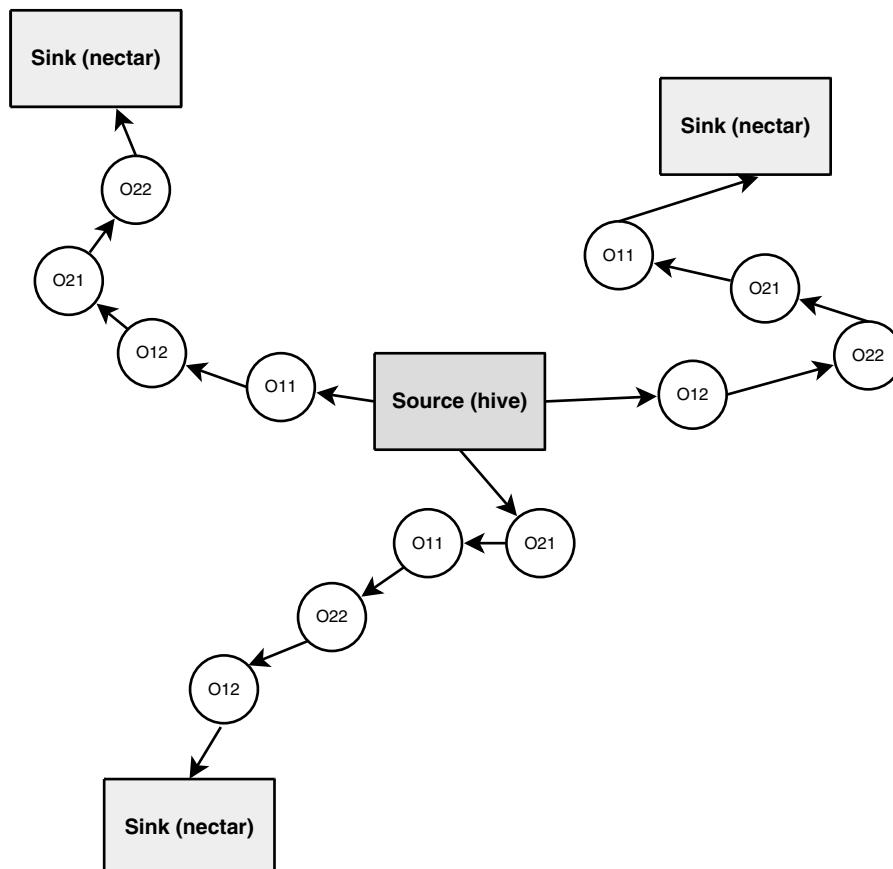 Sink (nectar)
Sink (nectar)
O22
O11
O21
O21
O12
O22
O11
Source (hive)
O12
O11
O21
O22
O12
Sink (nectar)